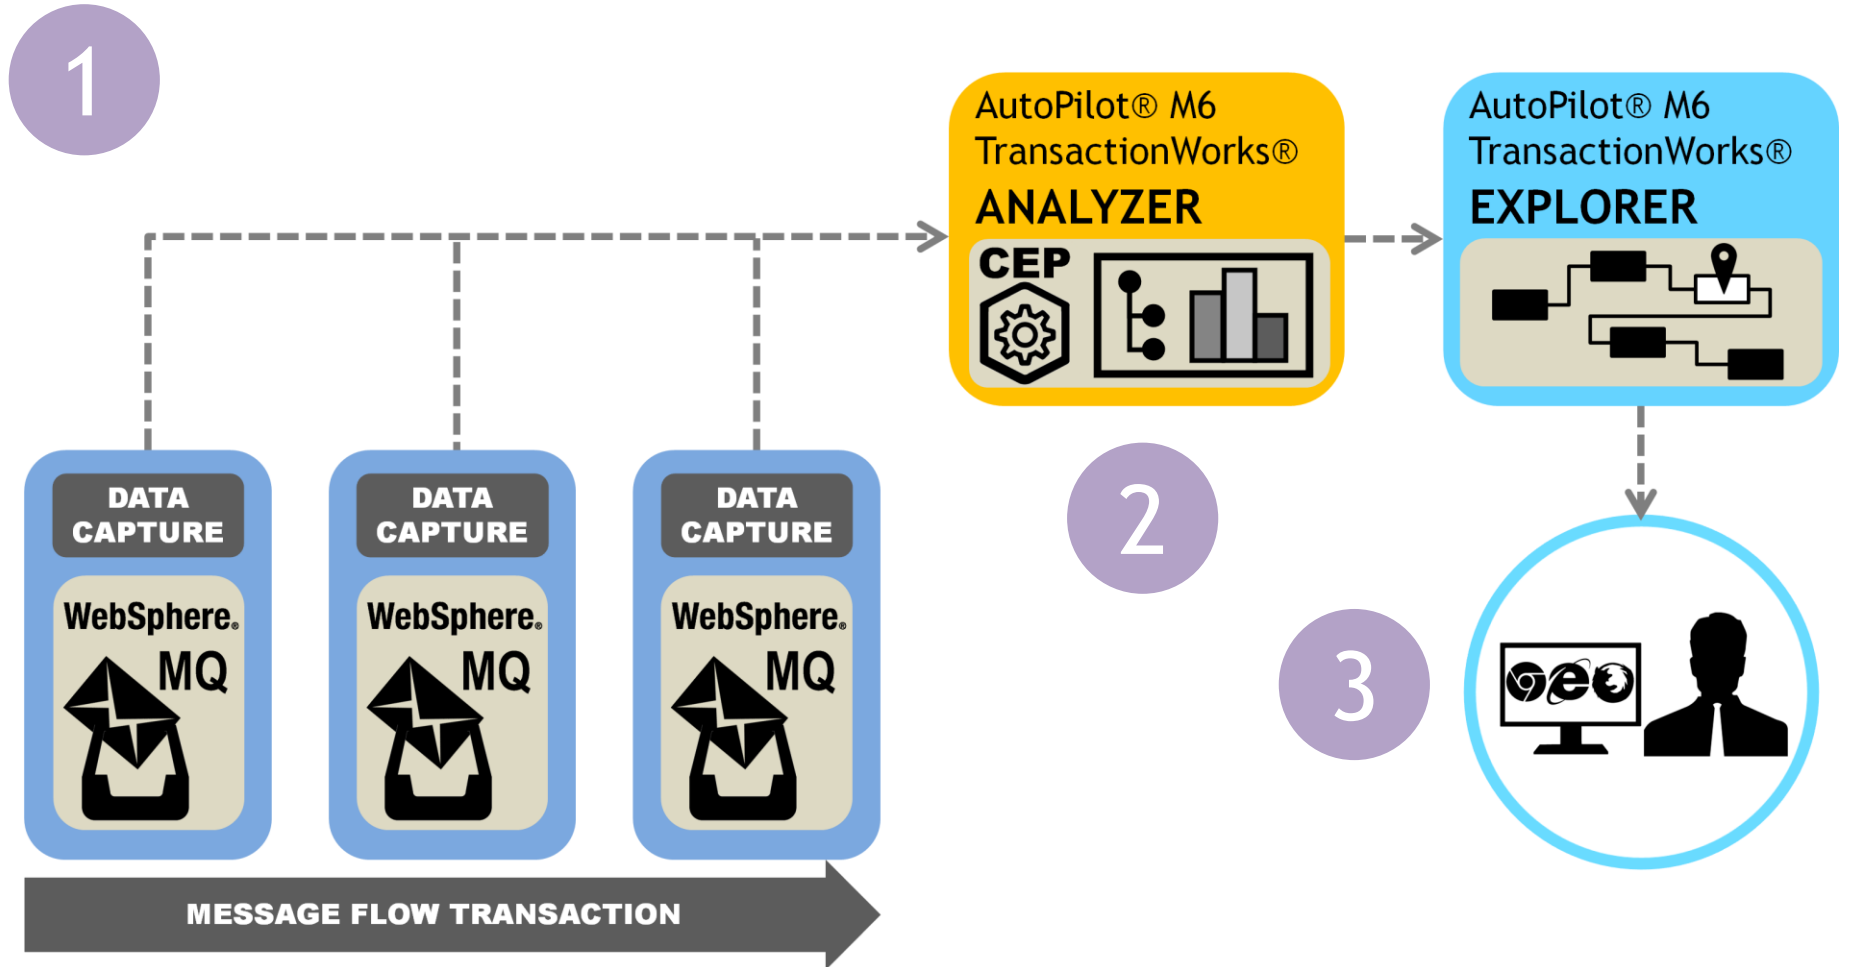 1
AutoPilot® M6
TransactionWorks®
ANALYZER
CEP
AutoPilot® M6
TransactionWorks®
EXPLORER
DATA
CAPTURE
WebSphere®
MQ
DATA
CAPTURE
WebSphere®
MQ
DATA
CAPTURE
WebSphere®
MQ
2
3
MESSAGE FLOW TRANSACTION